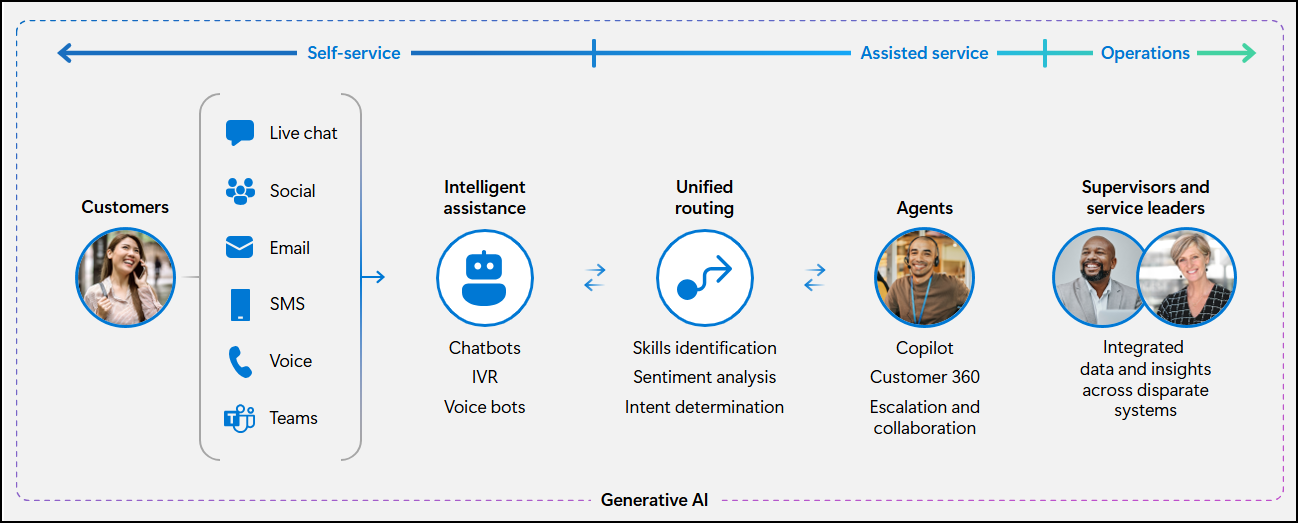 Self-service
Assisted service
Operations
Customers
Live chat
Social
Email
SMS
Voice
T
Teams
Intelligent
assistance
Chatbots
IVR
Voice bots
Unified
routing
Skills identification
Sentiment analysis
Intent determination
Agents
Copilot
Customer 360
Escalation and
collaboration
Supervisors and
service leaders
Integrated
data and insights
across disparate
systems
Generative AI